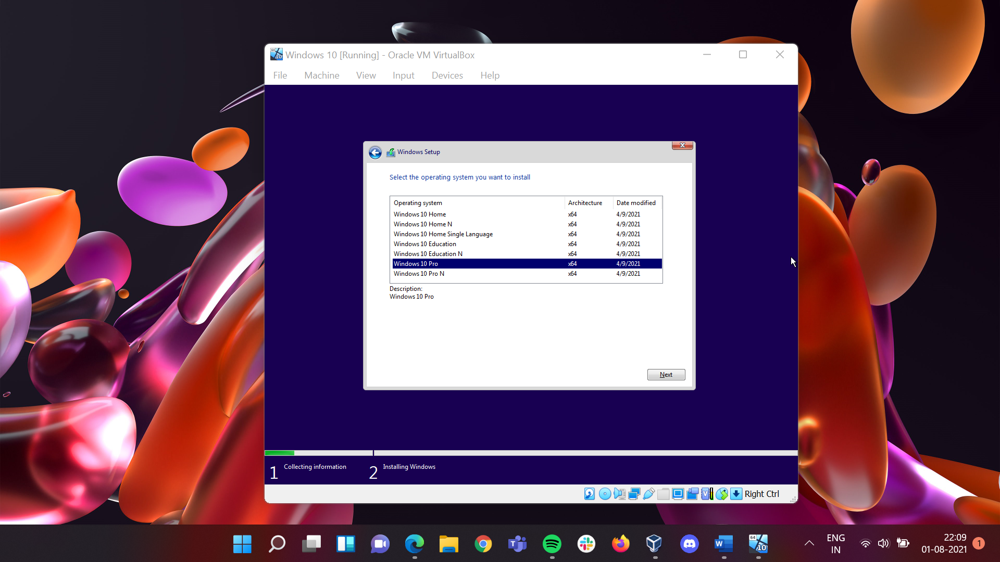 Windows 10 [Running] - Oracle VM VirtualBox
File Machine View Input Devices Help
Windows Setup
Select the operating system you want to install
Operating system Architecture Date modified
Windows 10 Home x64 4/9/2021
Windows 10 Home N x64 4/9/2021
Windows 10 Home Single Language x64 4/9/2021
Windows 10 Education x64 4/9/2021
Windows 10 Education N x64 4/9/2021
Windows 10 Pro x64 4/9/2021
Windows 10 Pro N x64 4/9/2021
Description:
Windows 10 Pro
Next
1 Collecting information 2 Installing Windows
Right Ctrl
ENG
IN
22:09
01-08-2021
1